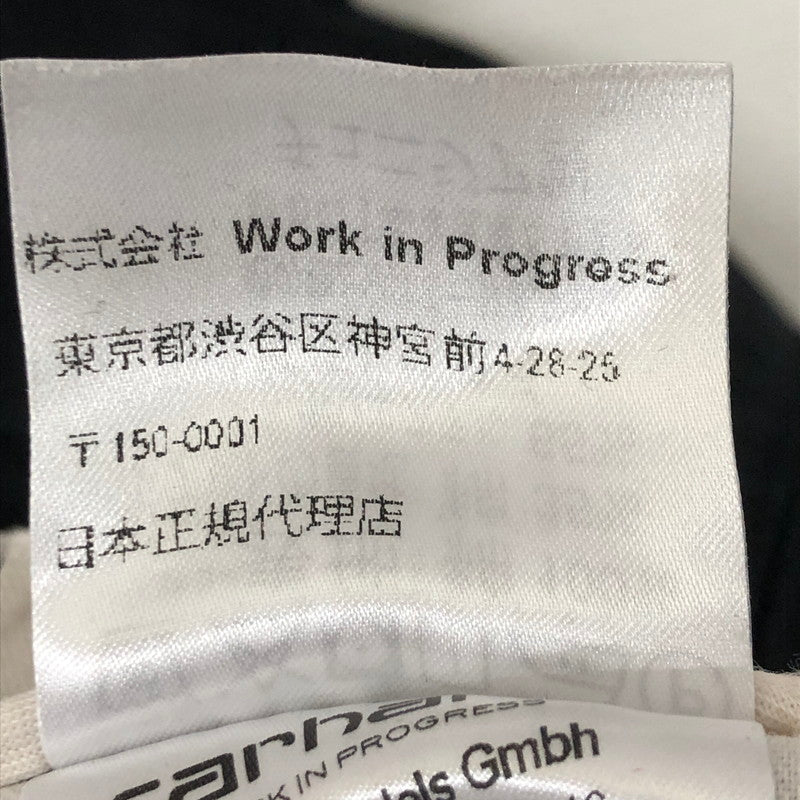 株式会社 Work in Progress
東京都渋谷区神宮前4-28-25
〒150-0001
日本正規代理店
carhar
K IN PROGRESS
Gmbh